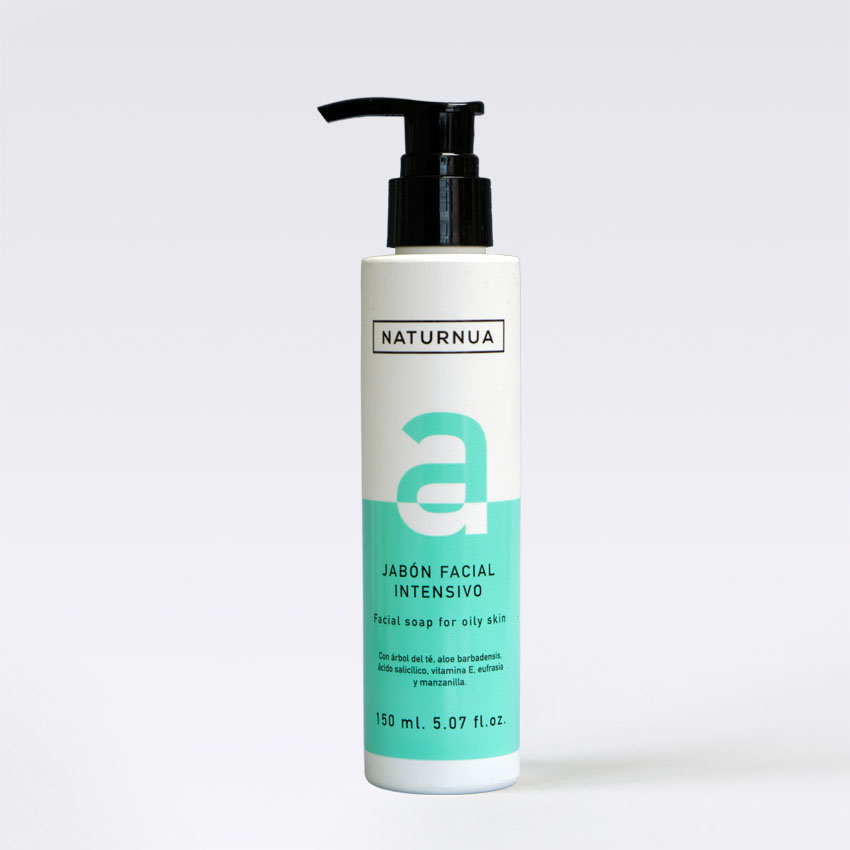 NATURNUA
a
JABÓN FACIAL
INTENSIVO
Facial soap for oily skin
Con árbol del té, aloe barbadensis,
ácido salicílico, vitamina E, eufrasia
y manzanilla.
150 ml. 5.07 fl.oz.